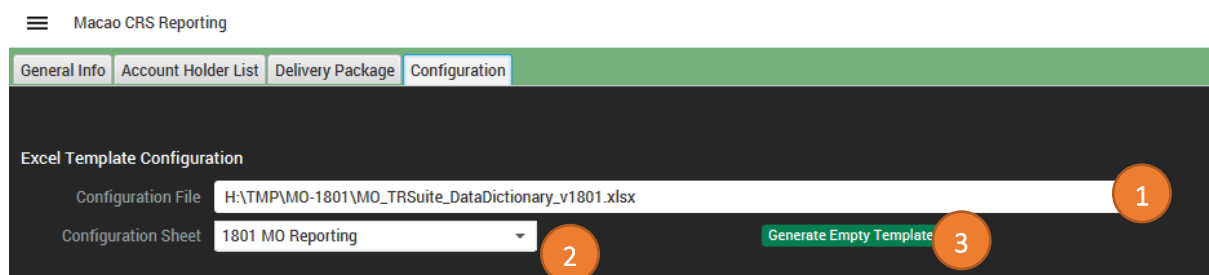 Macao CRS Reporting
General Info Account Holder List Delivery Package Configuration
Excel Template Configuration
Configuration File H:\TMP\MO-1801\MO_TRSuite_DataDictionary_v1801.xlsx 1
Configuration Sheet 1801 MO Reporting 2 Generate Empty Template 3